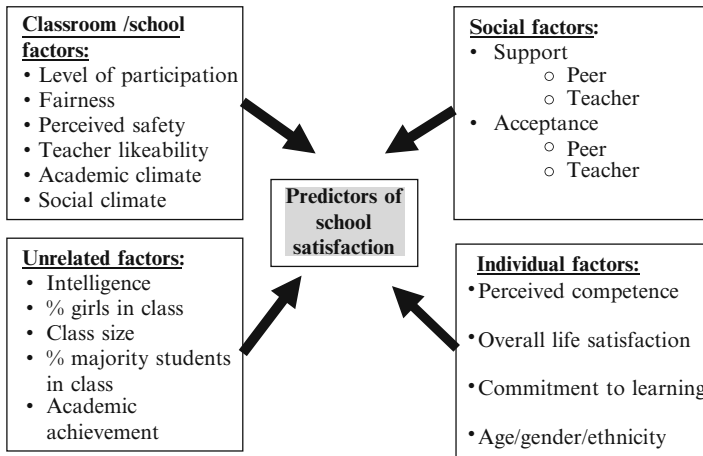 Classroom /school
factors:
• Level of participation
• Fairness
• Perceived safety
• Teacher likeability
• Academic climate
• Social climate
Social factors:
• Support
○ Peer
○ Teacher
• Acceptance
○ Peer
○ Teacher
Predictors of
school
satisfaction
Unrelated factors:
• Intelligence
• % girls in class
• Class size
• % majority students
in class
• Academic
achievement
Individual factors:
•Perceived competence
•Overall life satisfaction
•Commitment to learning
•Age/gender/ethnicity